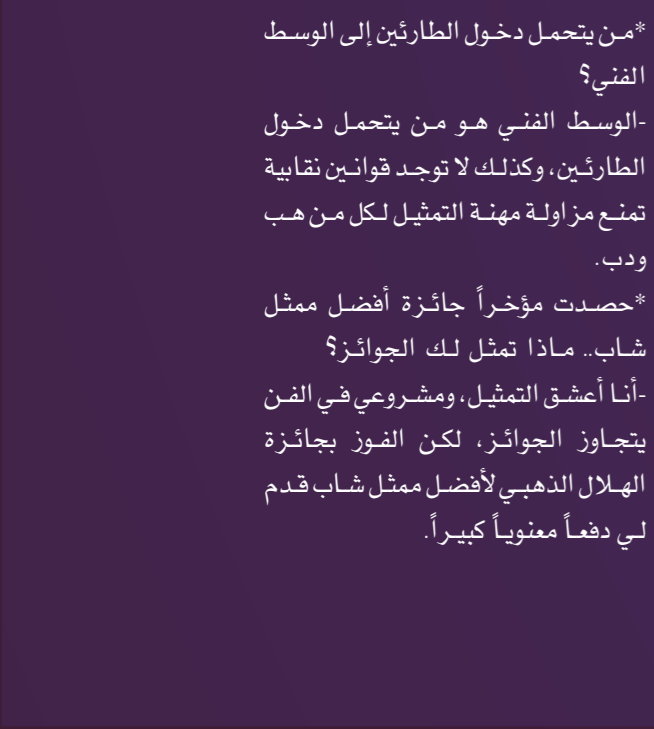 *من يتحمل دخول الطارئين إلى الوسط
الفني؟
-الوسط الفني هو من يتحمل دخول
الطارئين، وكذلك لا توجد قوانين نقابية
تمنع مزاولة مهنة التمثيل لكل من هب
ودب.
*حصدت مؤخراً جائزة أفضل ممثل
شاب.. ماذا تمثل لك الجوائز؟
-أنا أعشق التمثيل، ومشروعي في الفن
يتجاوز الجوائز، لكن الفوز بجائزة
الهلال الذهبي لأفضل ممثل شاب قدم
لي دفعاً معنوياً كبيراً.